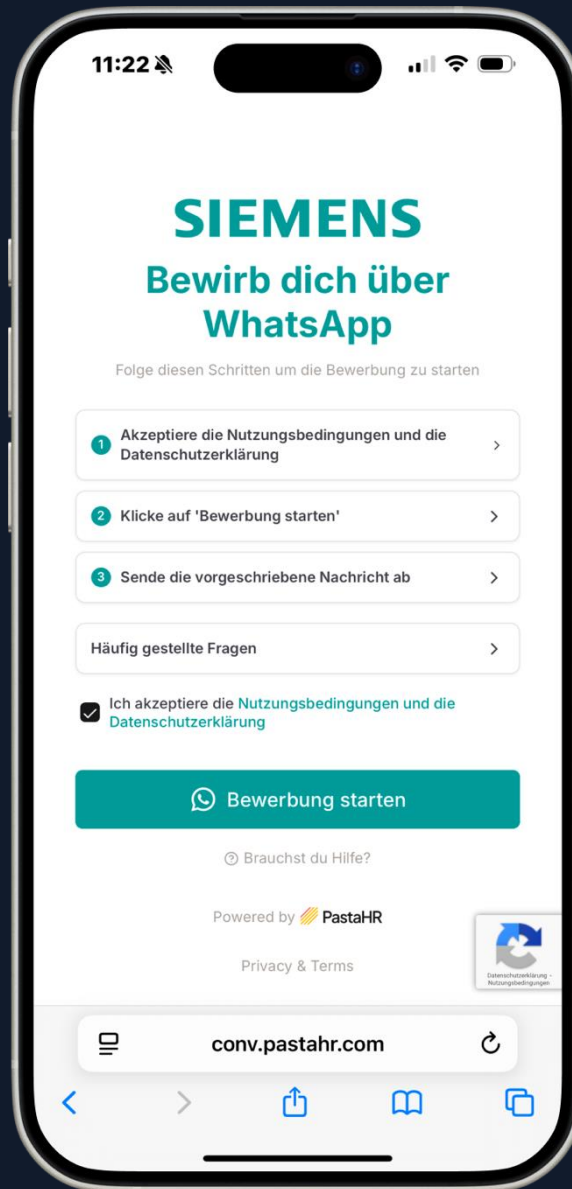 11:22
SIEMENS
Bewirb dich über
WhatsApp
Folge diesen Schritten um die Bewerbung zu starten
1 Akzeptiere die Nutzungsbedingungen und die
Datenschutzerklärung
2 Klicke auf 'Bewerbung starten'
3 Sende die vorgeschriebene Nachricht ab
Häufig gestellte Fragen
Ich akzeptiere die Nutzungsbedingungen und die
Datenschutzerklärung
Bewerbung starten
Brauchst du Hilfe?
Powered by PastaHR
Datenschutzerklärung -
Nutzungsbedingungen
Privacy & Terms
conv.pastahr.com